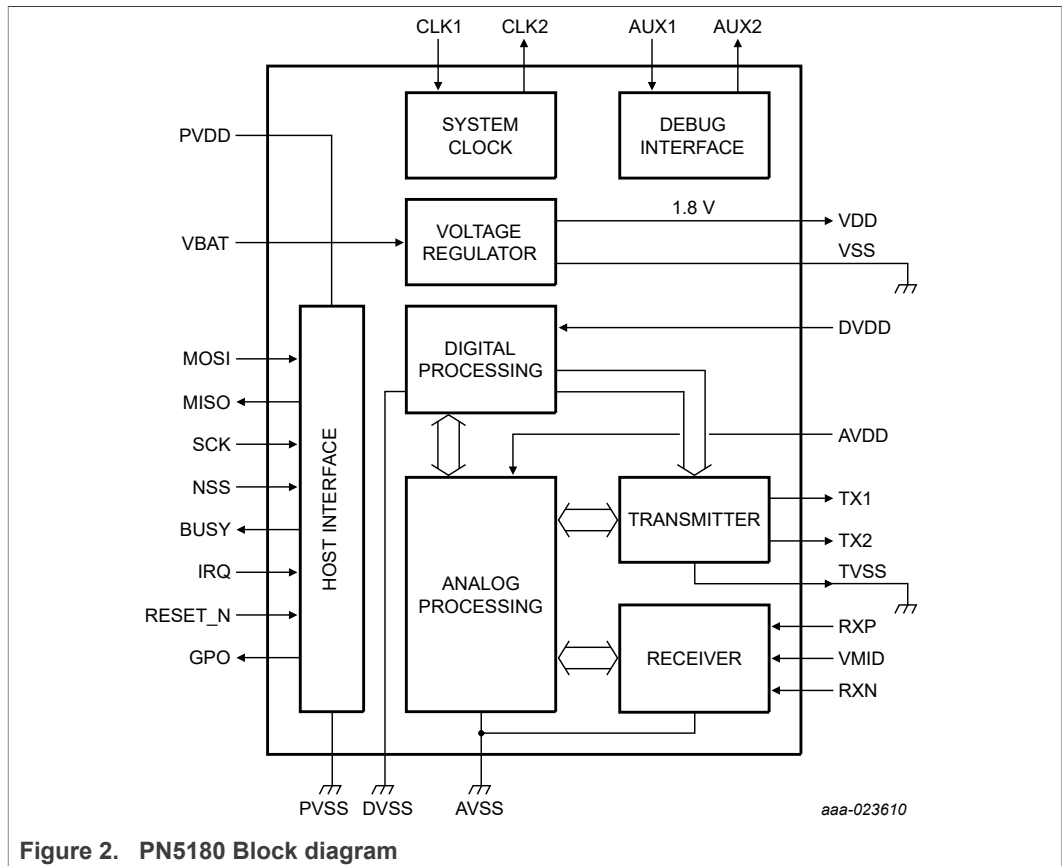 CLK1 CLK2 AUX1 AUX2
SYSTEM
CLOCK
DEBUG
INTERFACE
PVDD
1.8 V
VOLTAGE
REGULATOR
VDD
VBAT
VSS
DIGITAL
PROCESSING
DVDD
MOSI
MISO
SCK
NSS
BUSY
IRQ
RESET_N
GPO
HOST INTERFACE
AVDD
ANALOG
PROCESSING
TRANSMITTER
TX1
TX2
TVSS
RECEIVER
RXP
VMID
RXN
PVSS DVSS AVSS
aaa-023610
Figure 2. PN5180 Block diagram